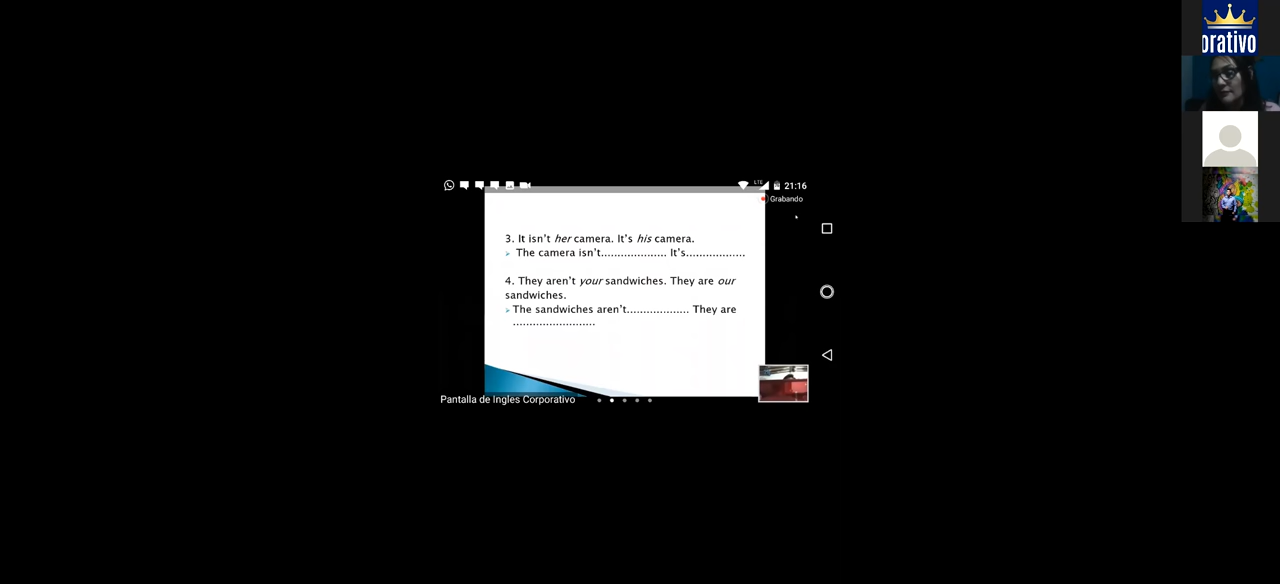 orativo
LTE 21:16
Grabando
3. It isn't her camera. It's his camera.
➢ The camera isn't.................... It's..................
4. They aren't your sandwiches. They are our
sandwiches.
➢ The sandwiches aren't................... They are
.........................
Pantalla de Ingles Corporativo